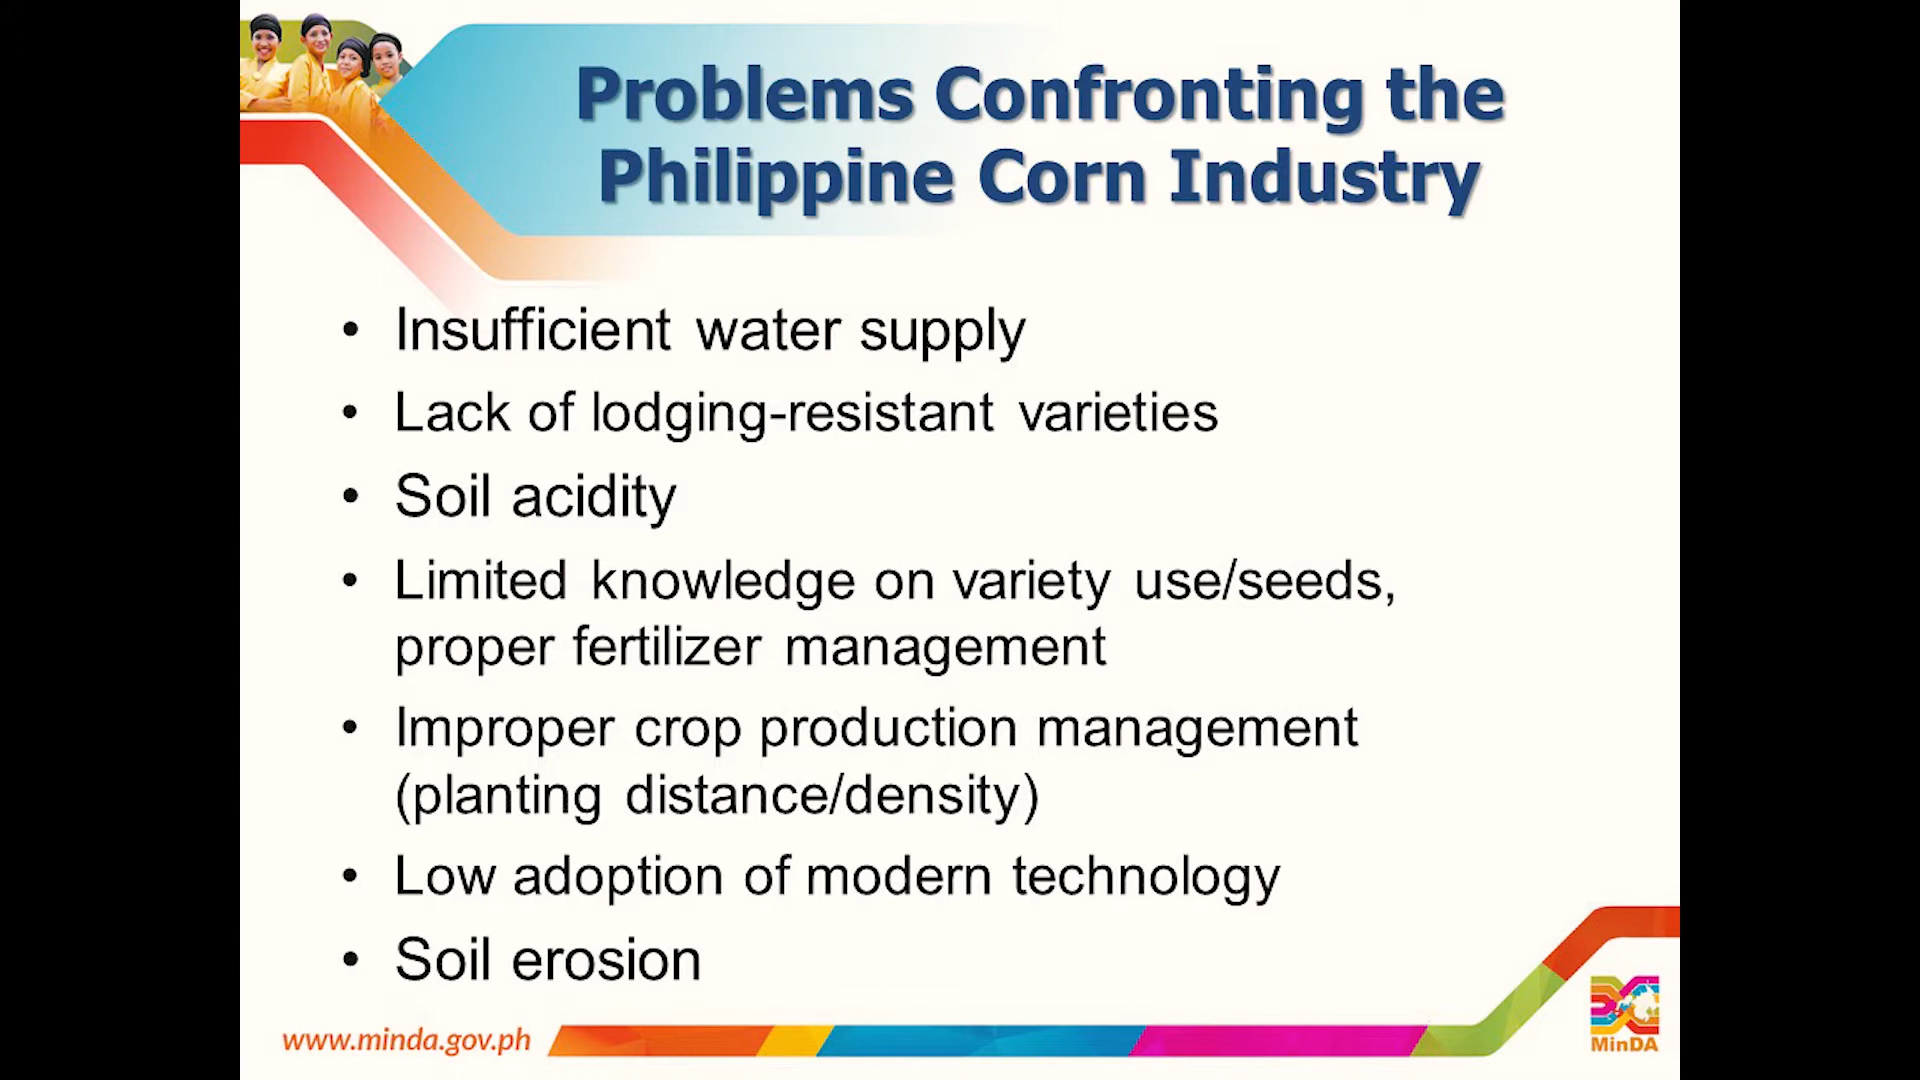 Problems Confronting the
Philippine Corn Industry
• Insufficient water supply
• Lack of lodging-resistant varieties
• Soil acidity
• Limited knowledge on variety use/seeds,
proper fertilizer management
• Improper crop production management
(planting distance/density)
• Low adoption of modern technology
• Soil erosion
www.minda.gov.ph
MinDA